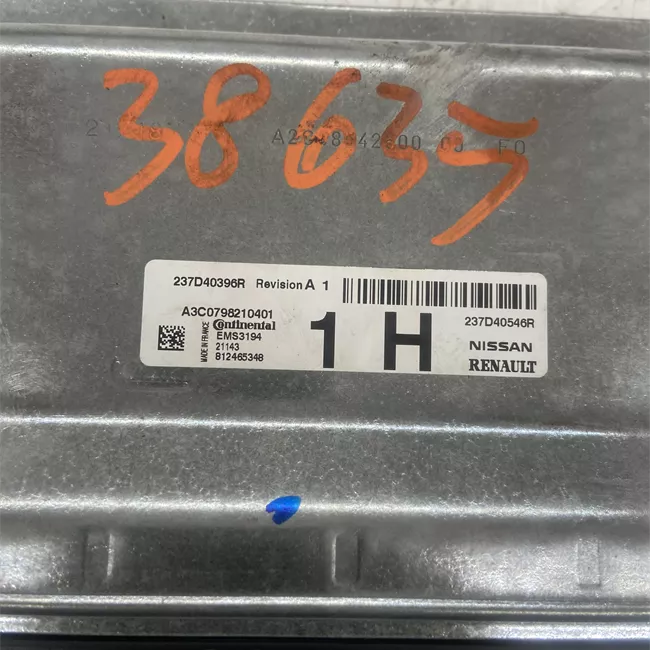 38635
237D40396R Revision A 1
A3C0798210401
237D40546R
MADE IN FRANCE
Continental
EMS3194
21143
812465348
1 H
NISSAN
RENAULT